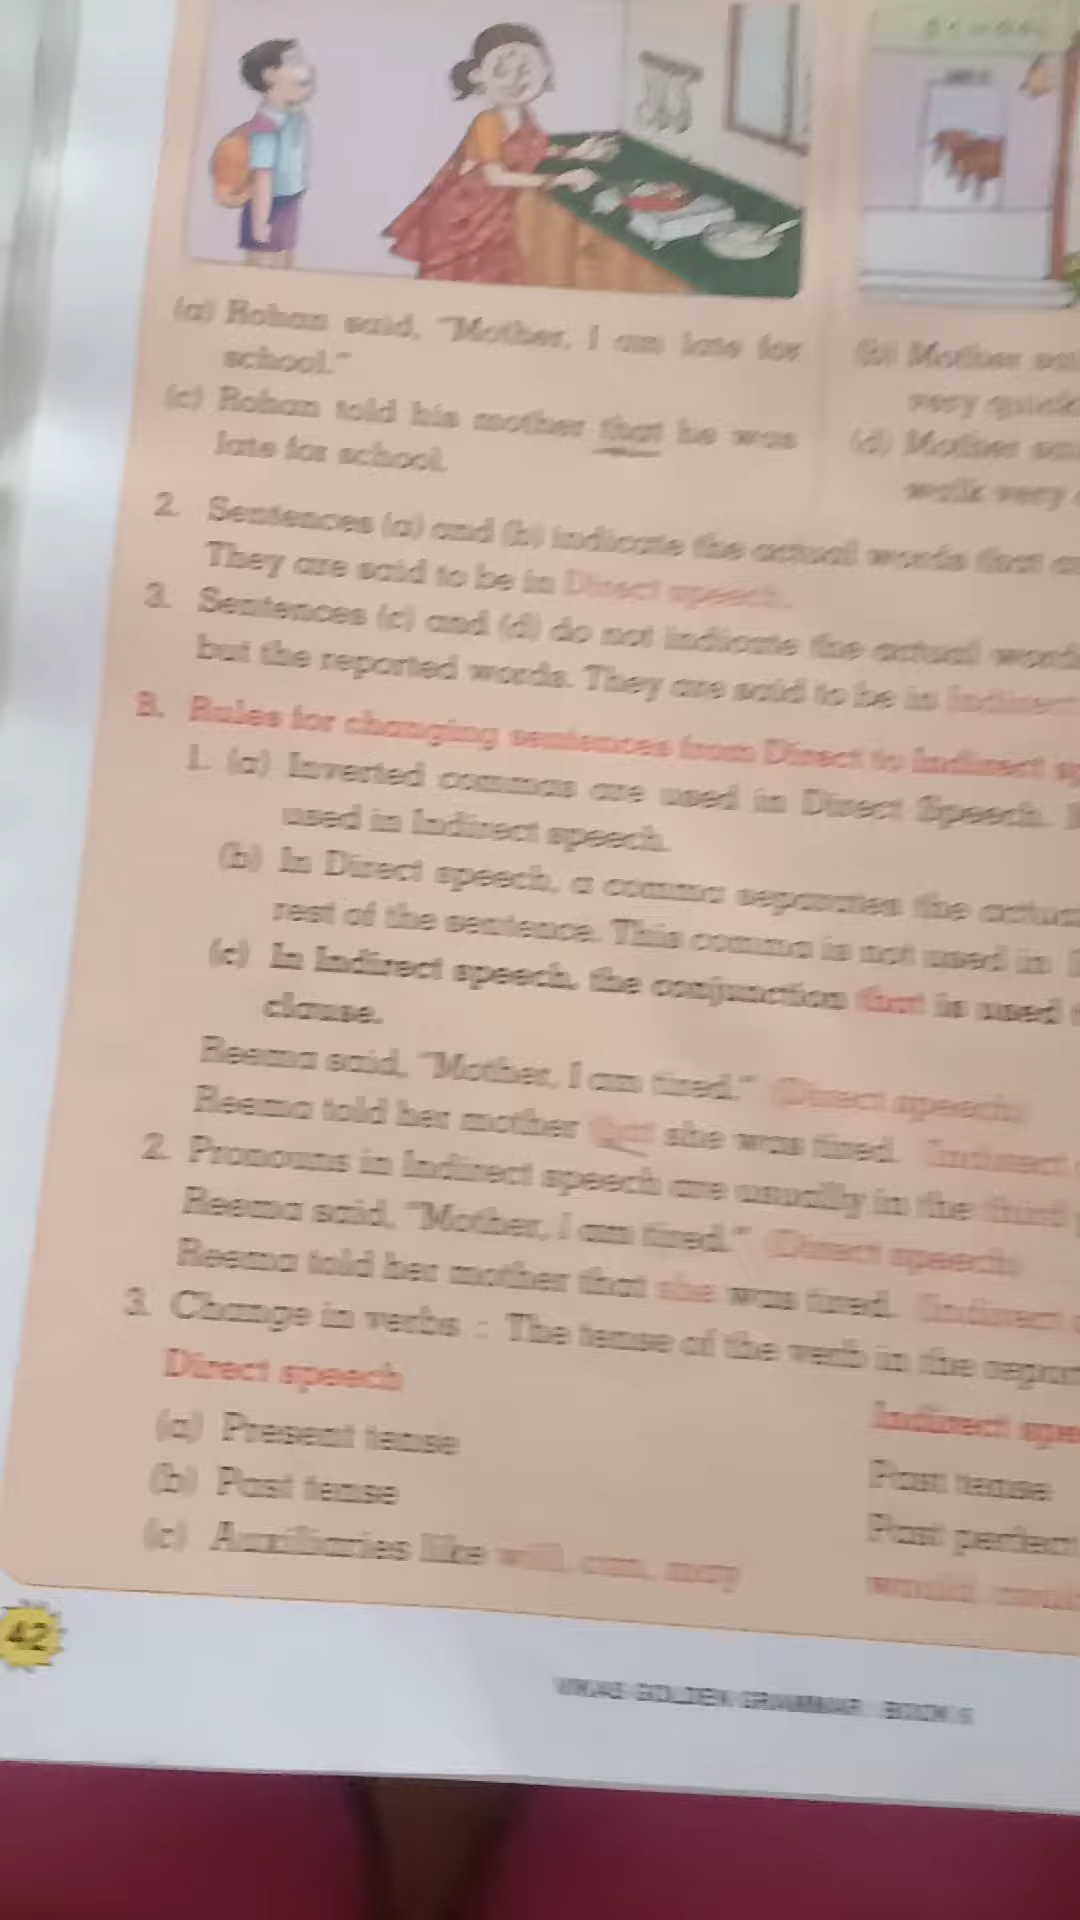 (a) Rohan said, "Mother, I am late for
school."
(c) Rohan told his mother that he was
late for school.
(b) Mother
very
(d) Mother
walk very
2. Sentences (a) and (b) indicate the actual words that
They are said to be in Direct speech.
3. Sentences (c) and (d) do not indicate the actual
but the reported words. They are said to be in Indirect
B. Rules for changing sentences from Direct to Indirect
1. (a) Inverted commas are used in Direct Speech.
used in Indirect speech.
(b) In Direct speech, a comma separates the
rest of the sentence. This comma is not used in
(c) In Indirect speech, the conjunction that is used
clause.
Reema said, "Mother, I am tired." (Direct speech)
Reema told her mother that she was tired. (Indirect
2. Pronouns in Indirect speech are usually in the third
Reema said, "Mother, I am tired." (Direct speech)
Reema told her mother that she was tired. (Indirect
3. Change in verbs : The tense of the verb in the
Direct speech
Indirect
(a) Present tense
Past tense
(b) Past tense
Past perfect
(c) Auxiliaries like will, can, may
would
42
VIKAS GOLDEN GRAMMAR BOOK